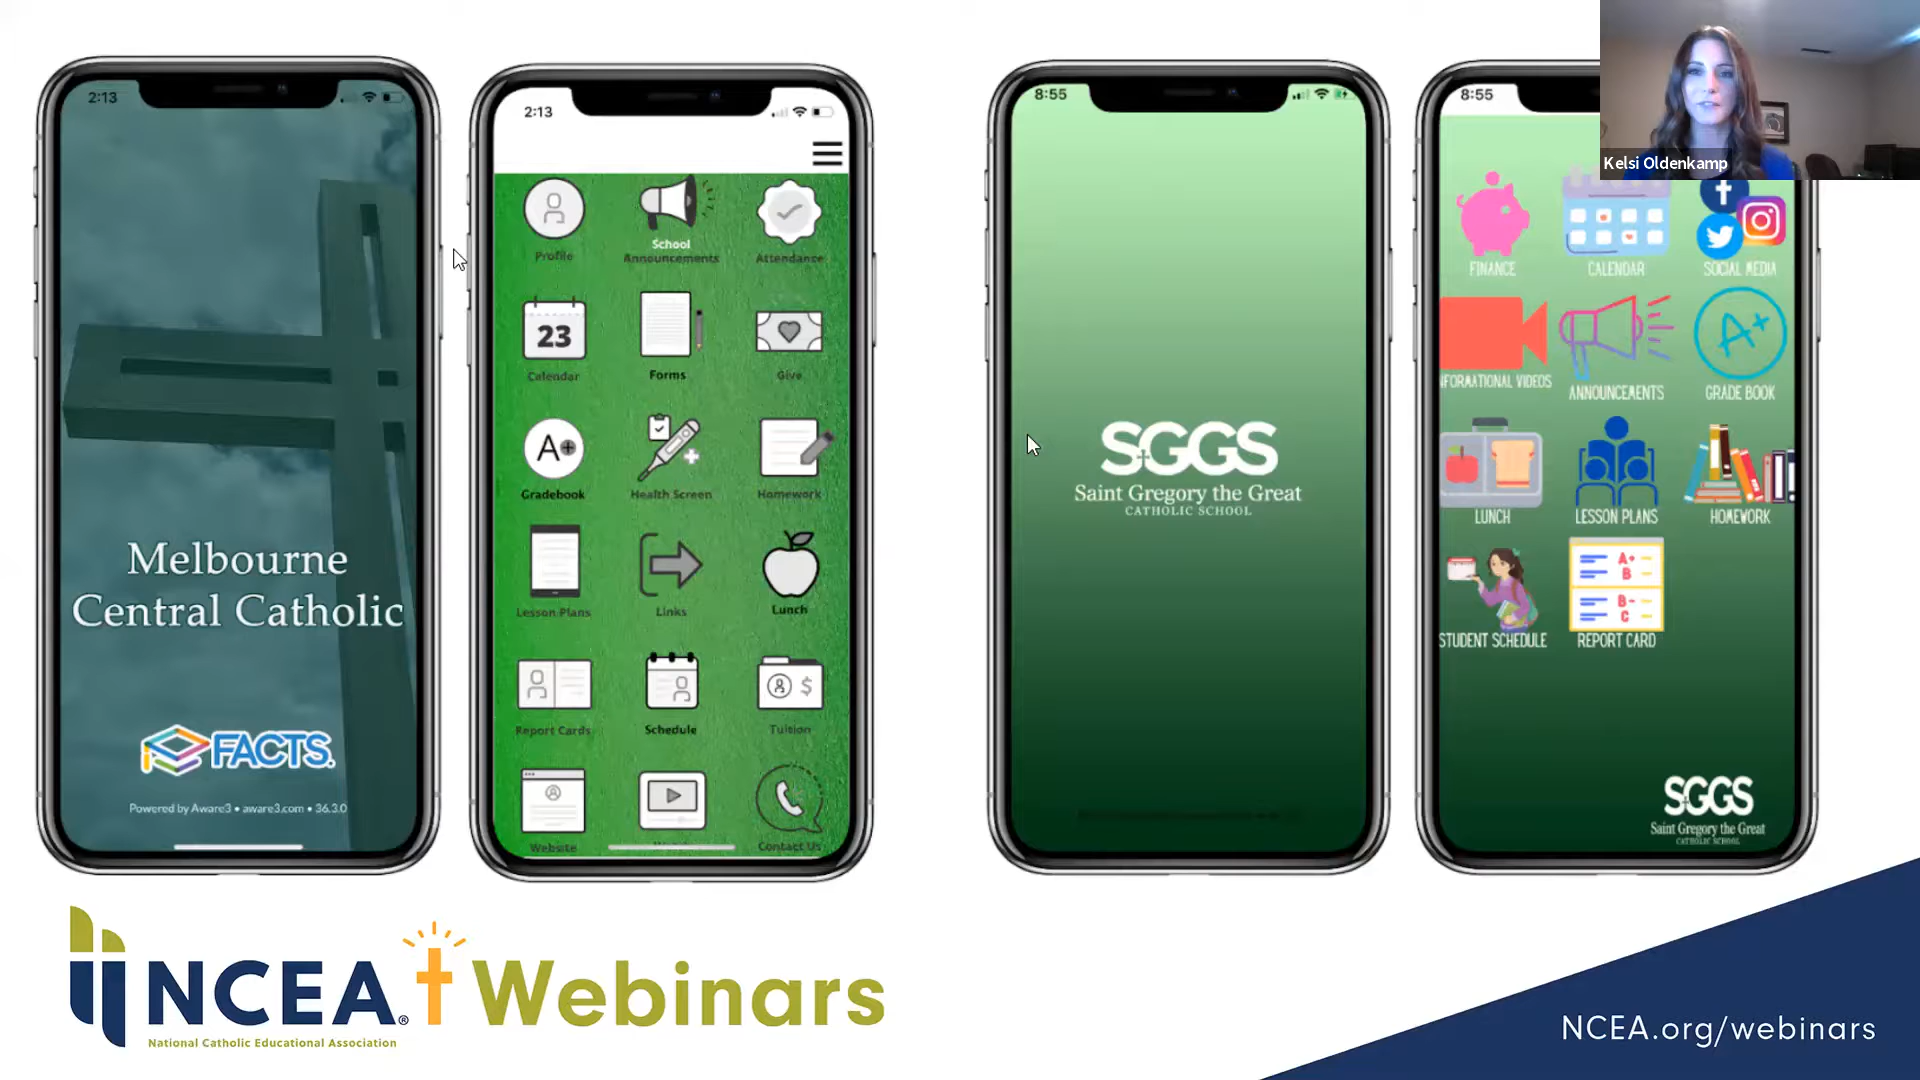 2:13
Melbourne
Central Catholic
FACTS.
Powered by Aware3 • aware3.com • 36.3.0
2:13
Profile
School
Announcements
Attendance
23
Calendar
Forms
Give
A+
Gradebook
Health Screen
Homework
Lesson Plans
Links
Lunch
Report Cards
Schedule
$
Tuition
Website
Contact Us
8:55
SGGS
Saint Gregory the Great
CATHOLIC SCHOOL
8:55
FINANCE
CALENDAR
SOCIAL MEDIA
NFORMATIONAL VIDEOS
ANNOUNCEMENTS
A+
GRADE BOOK
LUNCH
LESSON PLANS
HOMEWORK
STUDENT SCHEDULE
A+
B
B-
C
REPORT CARD
SGGS
Saint Gregory the Great
CATHOLIC SCHOOL
Kelsi Oldenkamp
NCEA® Webinars
National Catholic Educational Association
NCEA.org/webinars